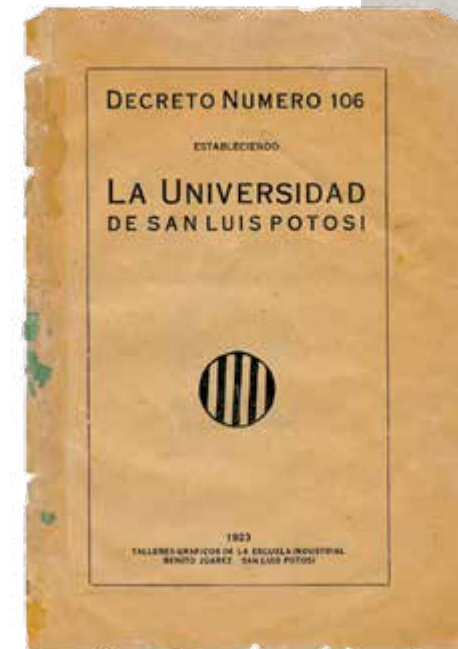 DECRETO NUMERO 106
ESTABLECIENDO
LA UNIVERSIDAD
DE SAN LUIS POTOSI
1923
TALLERES GRAFICOS DE LA ESCUELA INDUSTRIAL
BENITO JUAREZ SAN LUIS POTOSI